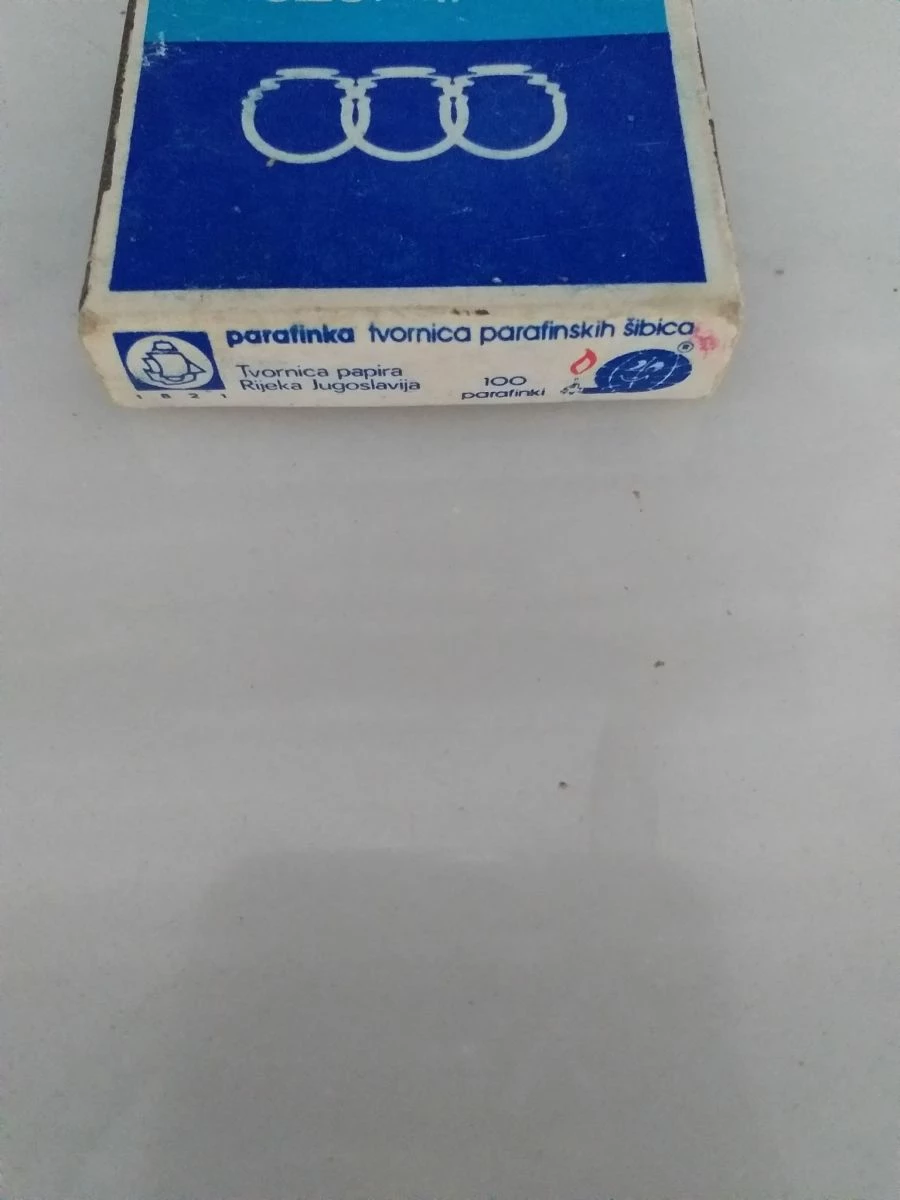 parafinka tvornica parafinskih šibica
Tvornica papira
Rijeka Jugoslavija
100
parafinki
®
1 8 2 1